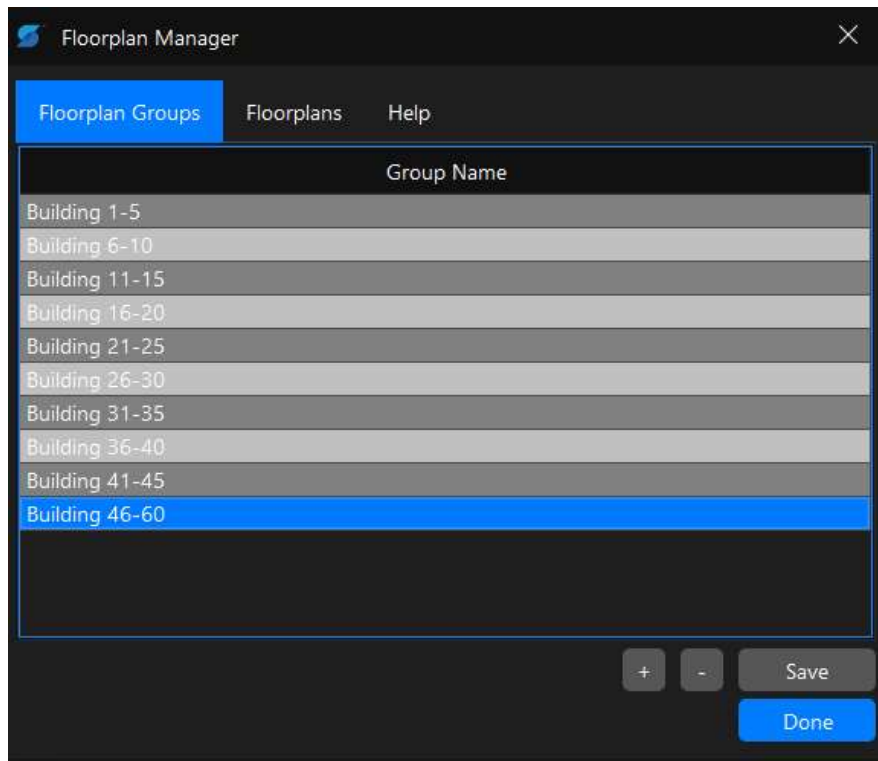 Floorplan Manager
Floorplan Groups Floorplans Help
Group Name
Building 1-5
Building 6-10
Building 11-15
Building 16-20
Building 21-25
Building 26-30
Building 31-35
Building 36-40
Building 41-45
Building 46-60
+ - Save
Done